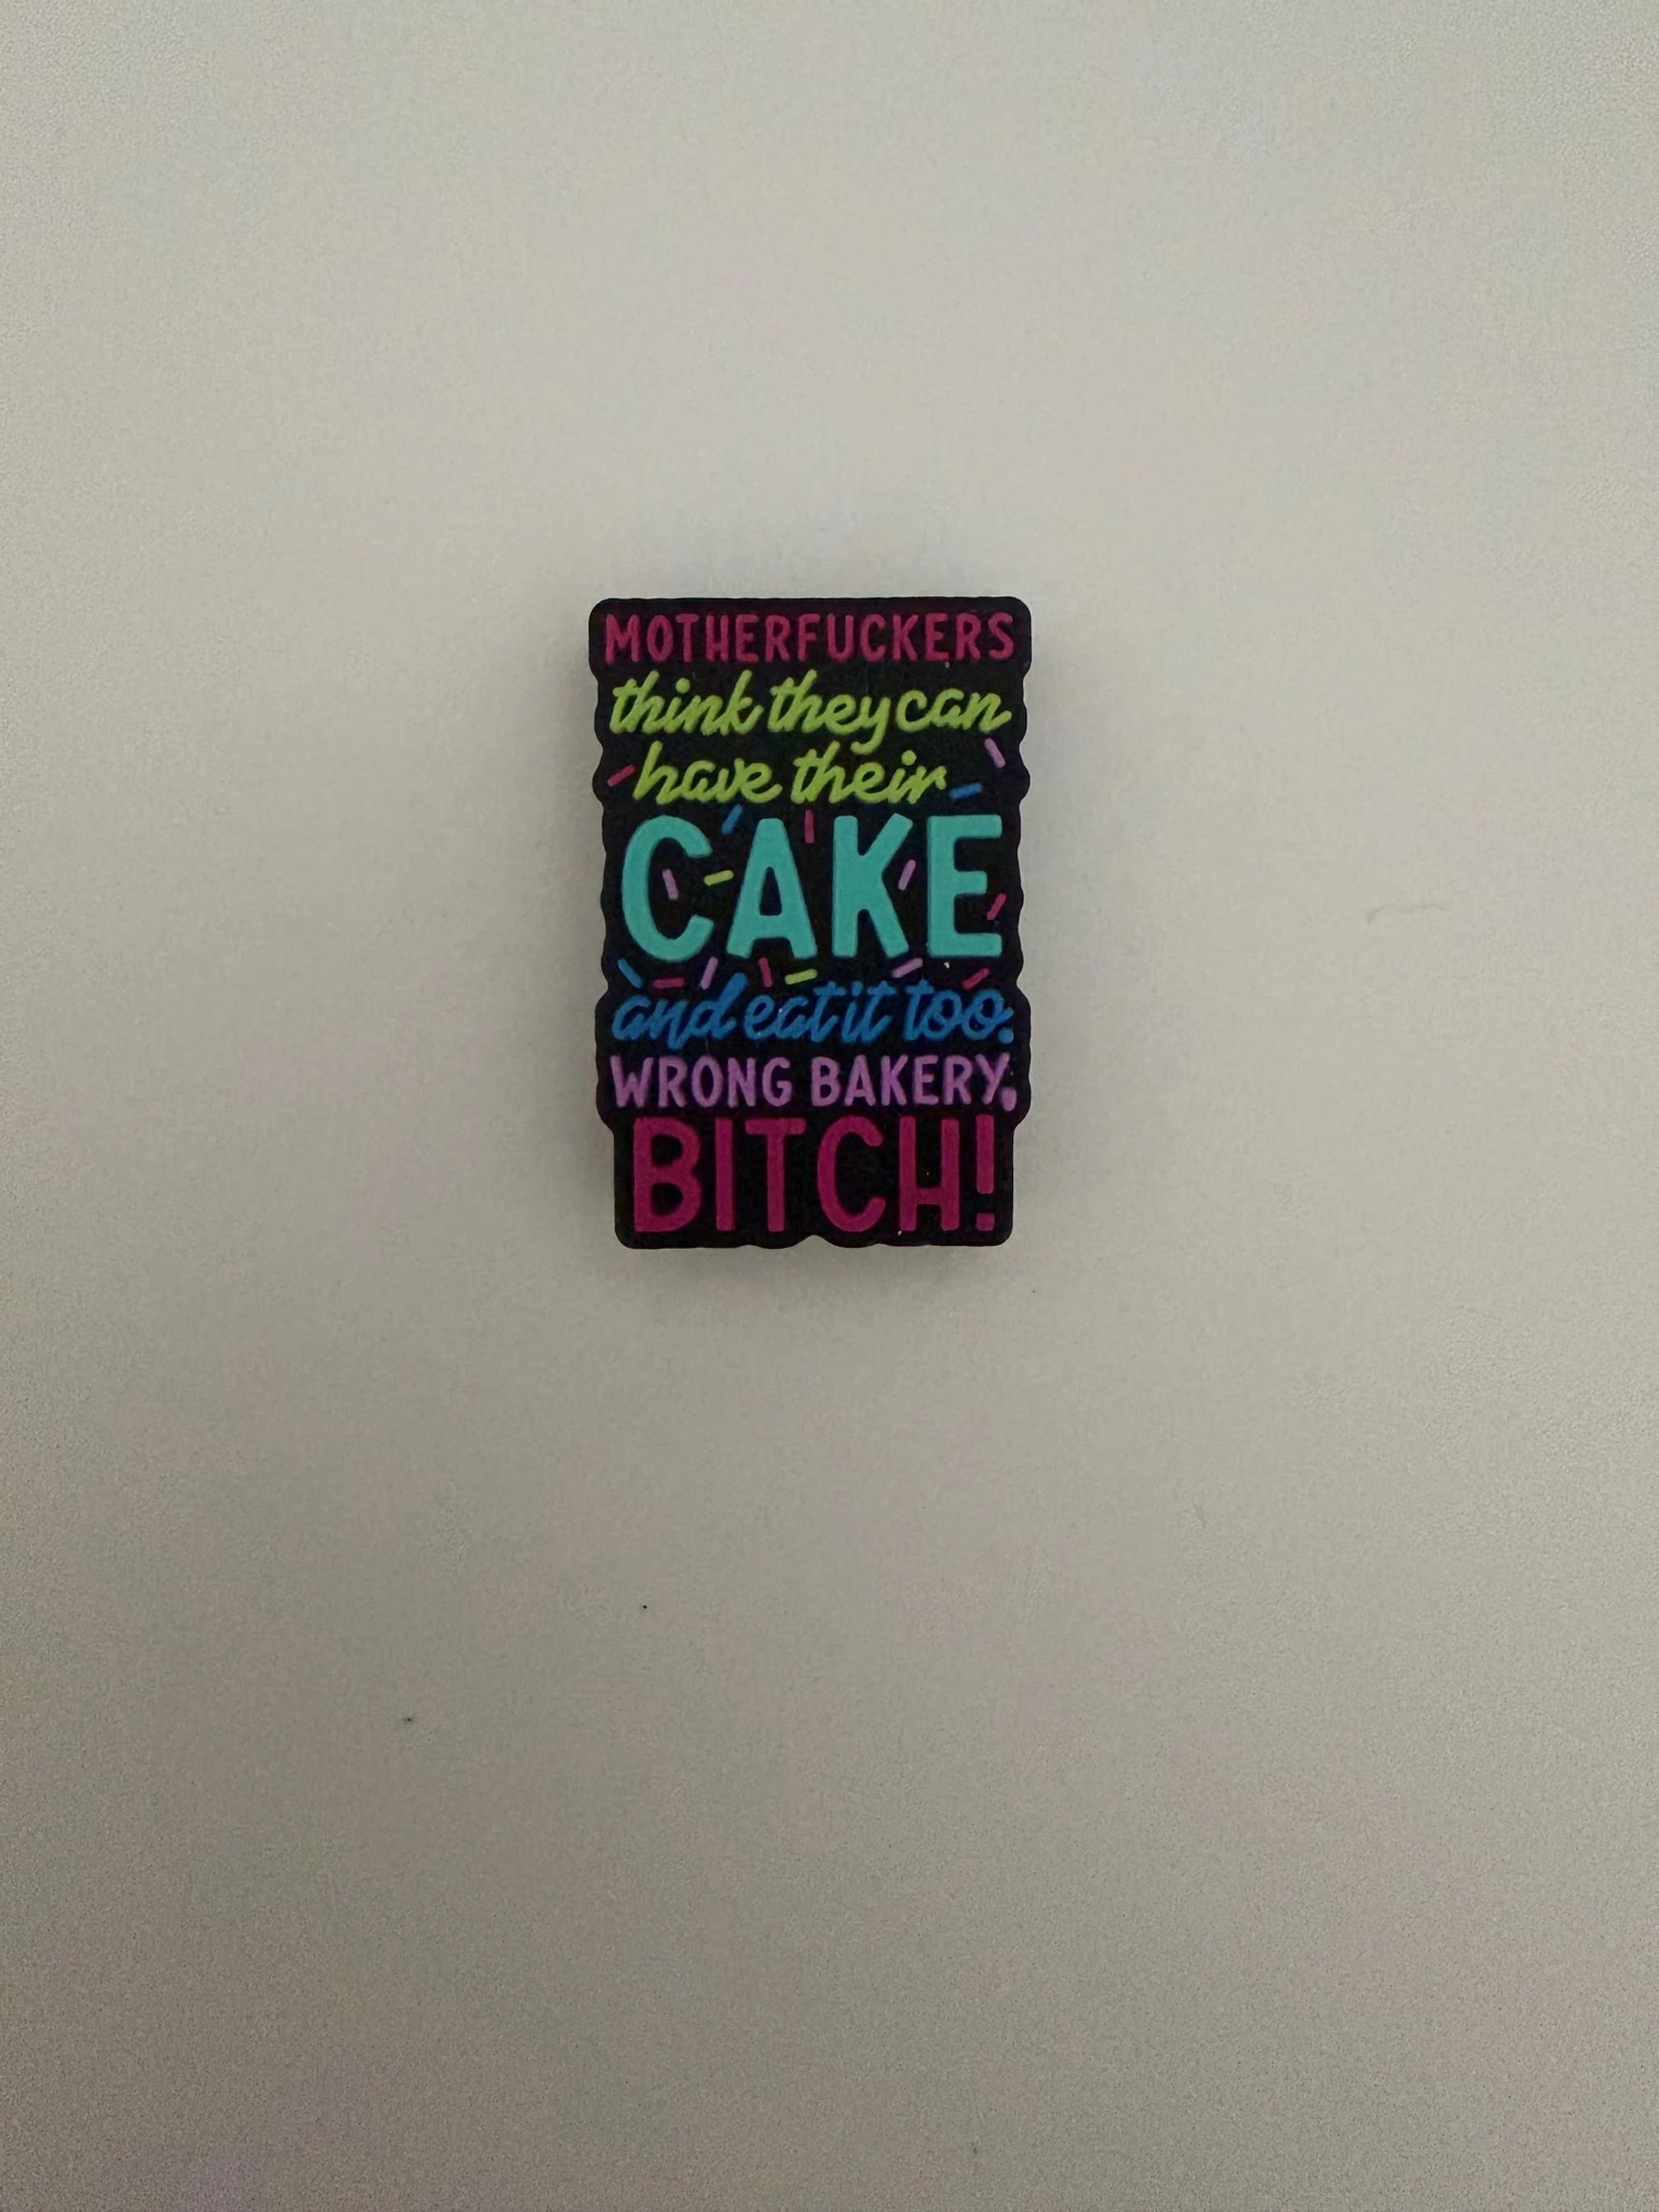 MOTHERFUCKERS
think they can
have their
CAKE
and eat it too.
WRONG BAKERY,
BITCH!